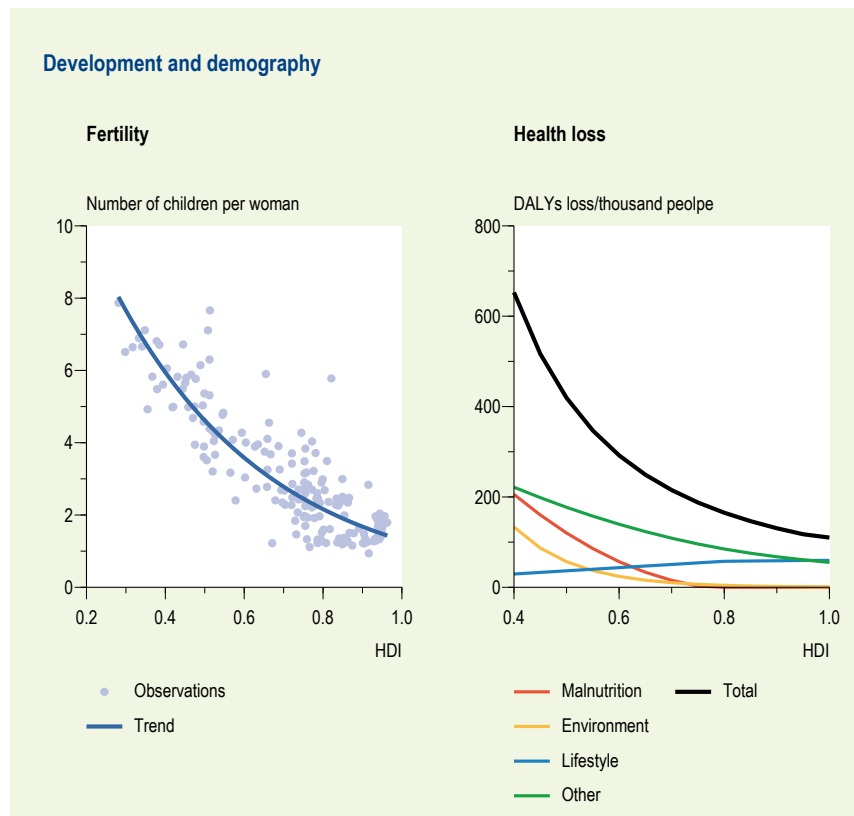 Development and demography
Fertility
Number of children per woman
10
8
6
4
2
0
0.2 0.4 0.6 0.8 1.0
HDI
Observations
Trend
Health loss
DALYs loss/thousand peolpe
800
600
400
200
0
0.4 0.6 0.8 1.0
HDI
Malnutrition
Environment
Lifestyle
Other
Total